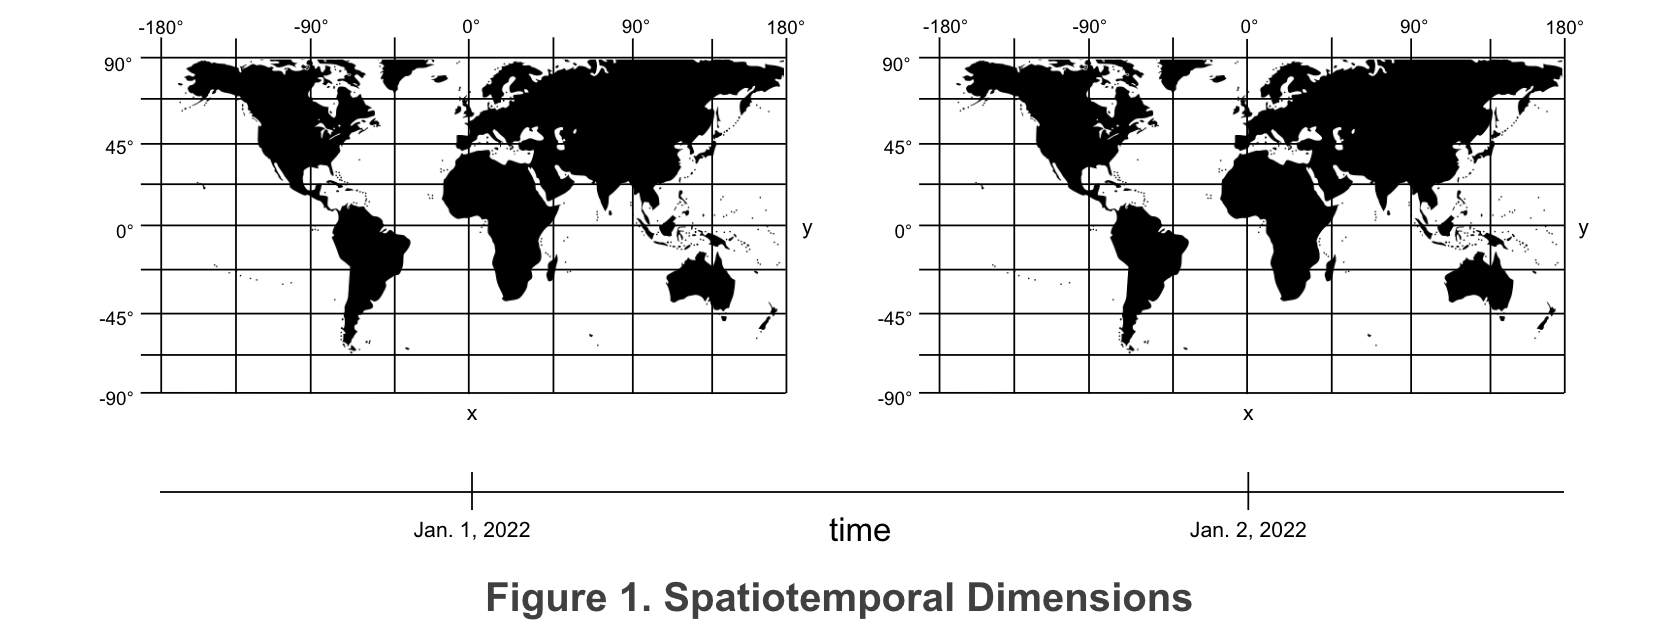 -180° -90° 0° 90° 180° -180° -90° 0° 90° 180°
90° 90°
45° 45°
0° y 0° y
-45° -45°
-90° -90°
x x
Jan. 1, 2022 time Jan. 2, 2022
Figure 1. Spatiotemporal Dimensions